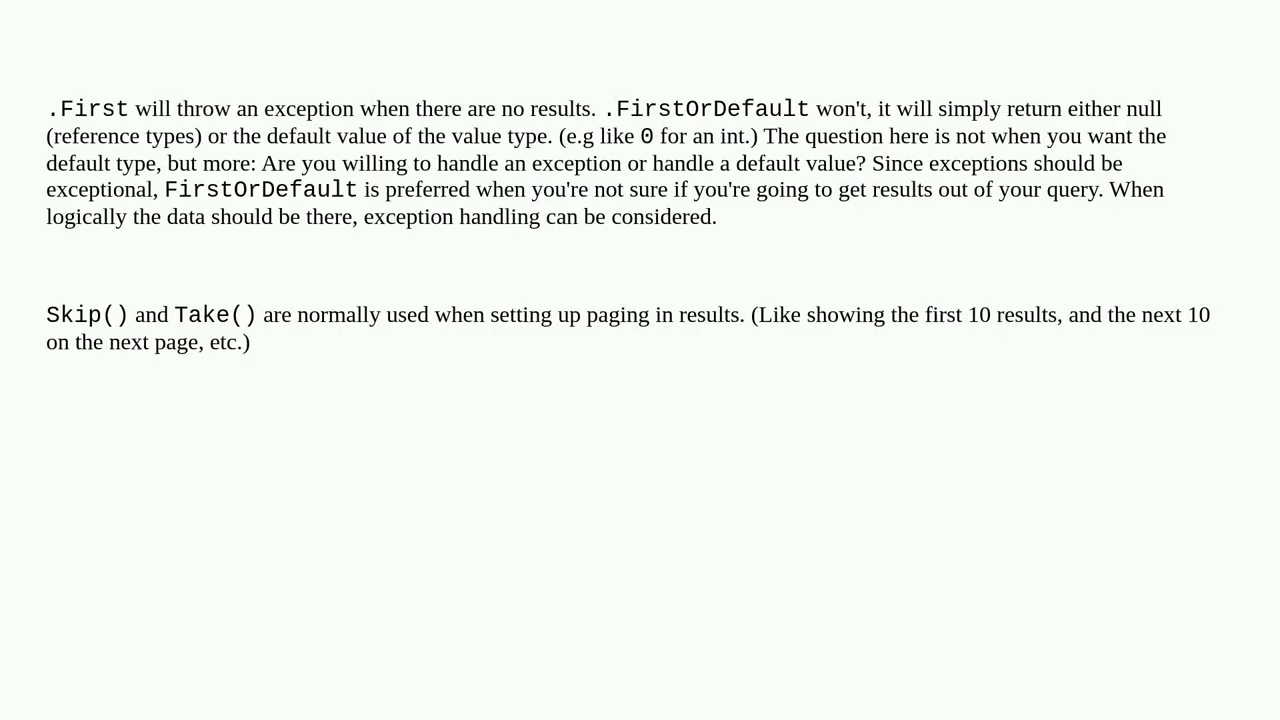 .First will throw an exception when there are no results. .FirstOrDefault won't, it will simply return either null
(reference types) or the default value of the value type. (e.g like 0 for an int.) The question here is not when you want the
default type, but more: Are you willing to handle an exception or handle a default value? Since exceptions should be
exceptional, FirstOrDefault is preferred when you're not sure if you're going to get results out of your query. When
logically the data should be there, exception handling can be considered.
Skip() and Take() are normally used when setting up paging in results. (Like showing the first 10 results, and the next 10
on the next page, etc.)